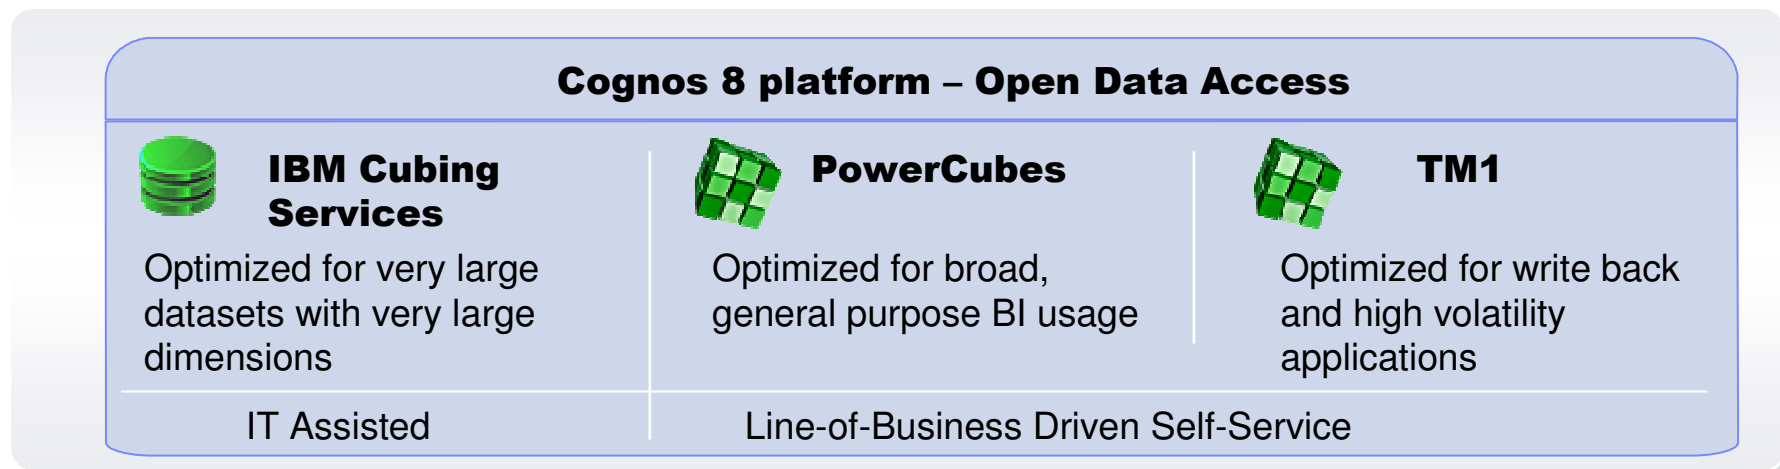 Cognos 8 platform – Open Data Access
IBM Cubing
Services
Optimized for very large
datasets with very large
dimensions
PowerCubes
Optimized for broad,
general purpose BI usage
TM1
Optimized for write back
and high volatility
applications
IT Assisted
Line-of-Business Driven Self-Service